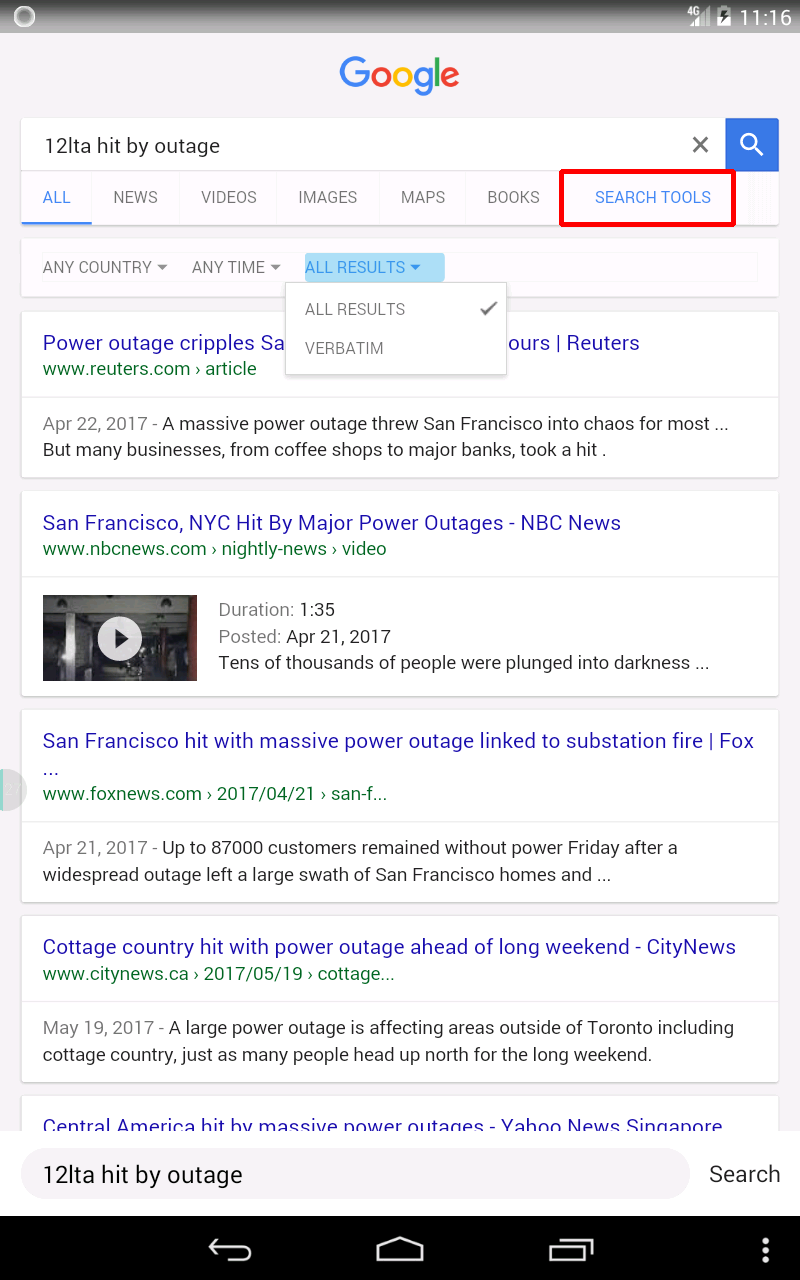 4G 11:16
Google
12lta hit by outage
ALL NEWS VIDEOS IMAGES MAPS BOOKS SEARCH TOOLS
ANY COUNTRY ANY TIME ALL RESULTS
ALL RESULTS
VERBATIM
Power outage cripples Sa ours | Reuters
www.reuters.com › article
Apr 22, 2017 - A massive power outage threw San Francisco into chaos for most ...
But many businesses, from coffee shops to major banks, took a hit .
San Francisco, NYC Hit By Major Power Outages - NBC News
www.nbcnews.com › nightly-news › video
Duration: 1:35
Posted: Apr 21, 2017
Tens of thousands of people were plunged into darkness ...
San Francisco hit with massive power outage linked to substation fire | Fox
...
www.foxnews.com › 2017/04/21 › san-f...
Apr 21, 2017 - Up to 87000 customers remained without power Friday after a
widespread outage left a large swath of San Francisco homes and ...
Cottage country hit with power outage ahead of long weekend - CityNews
www.citynews.ca › 2017/05/19 › cottage...
May 19, 2017 - A large power outage is affecting areas outside of Toronto including
cottage country, just as many people head up north for the long weekend.
Central America hit by massive power outages - Yahoo News Singapore
12lta hit by outage Search